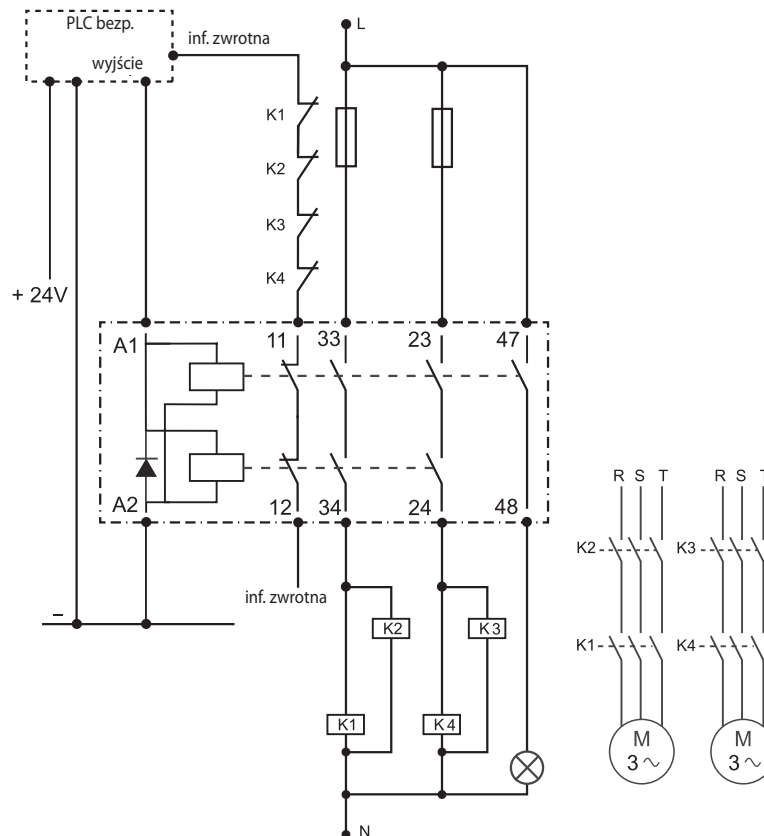 PLC bezp.
wyjście
inf. zwrotna
L
K1
K2
K3
K4
+ 24V
A1
11
33
23
47
A2
12
34
24
48
inf. zwrotna
–
K2
K3
K1
K4
N
R S T
R S T
K2
K3
K1
K4
M
3 ~
M
3 ~